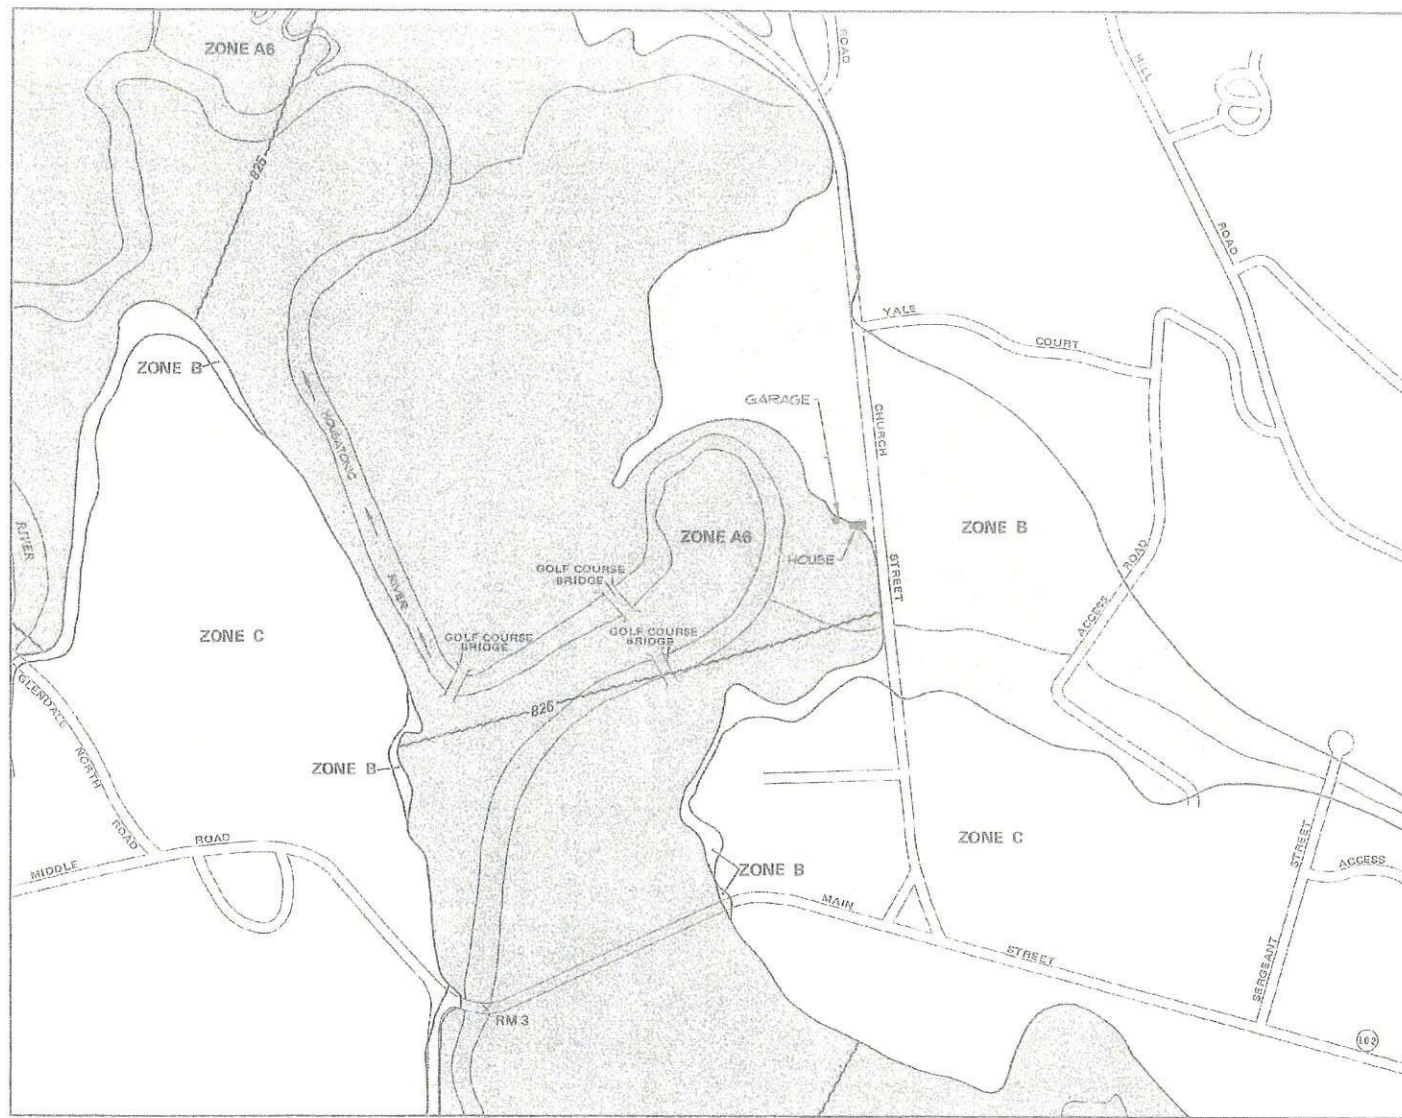 ZONE A6
ROAD
HILL
825
ROAD
YALE
COURT
ZONE B
GARAGE
CHURCH
HOUSATONIC
RIVER
ZONE A6
ZONE B
HOUSE
STREET
ROAD
GOLF COURSE
BRIDGE
RIVER
ACCESS
ZONE C
GOLF COURSE
BRIDGE
GOLF COURSE
BRIDGE
GLENDALE
826
NORTH
ZONE B
ROAD
ROAD
MIDDLE
ZONE C
STREET
ACCESS
ZONE B
MAIN
STREET
SERGEANT
RM 3
102